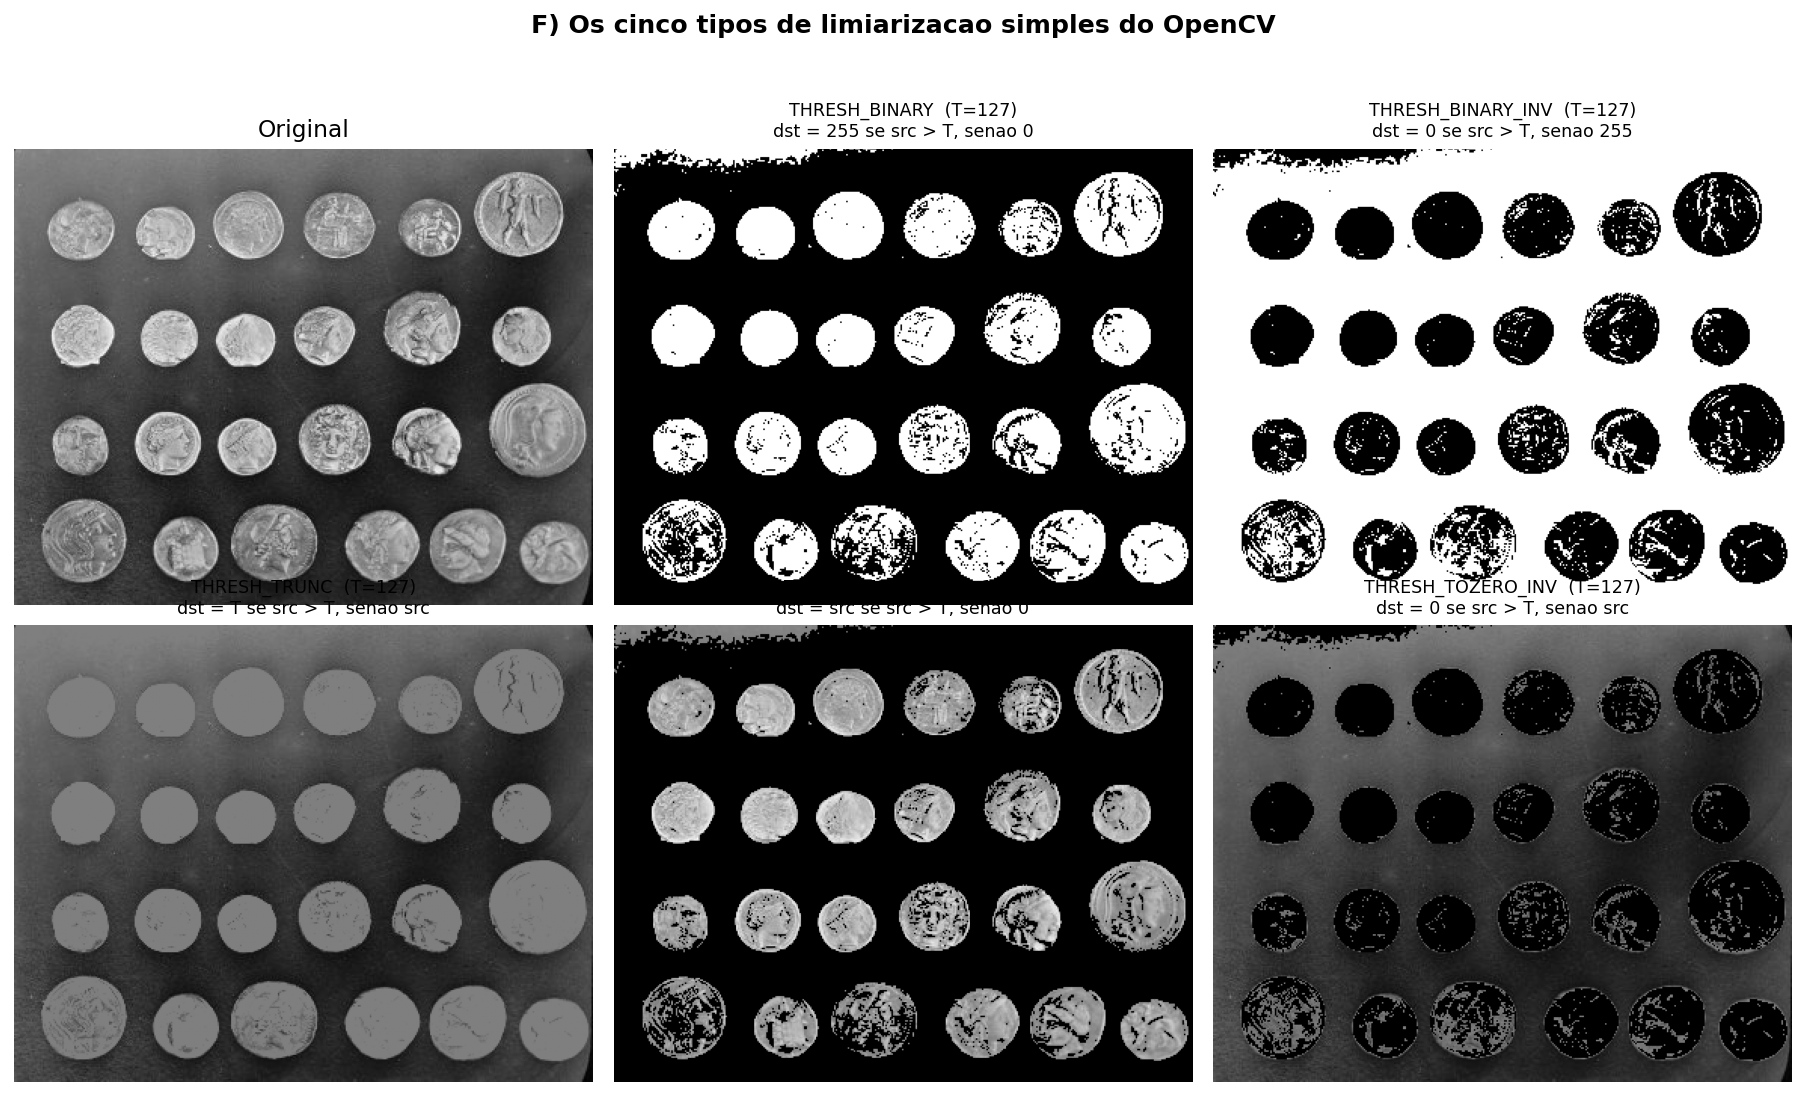 F) Os cinco tipos de limiarizacao simples do OpenCV
Original
THRESH_BINARY (T=127)
dst = 255 se src > T, senao 0
THRESH_BINARY_INV (T=127)
dst = 0 se src > T, senao 255
THRESH_TRUNC (T=127)
dst = T se src > T, senao src
dst = src se src > T, senao 0
THRESH_TOZERO_INV (T=127)
dst = 0 se src > T, senao src